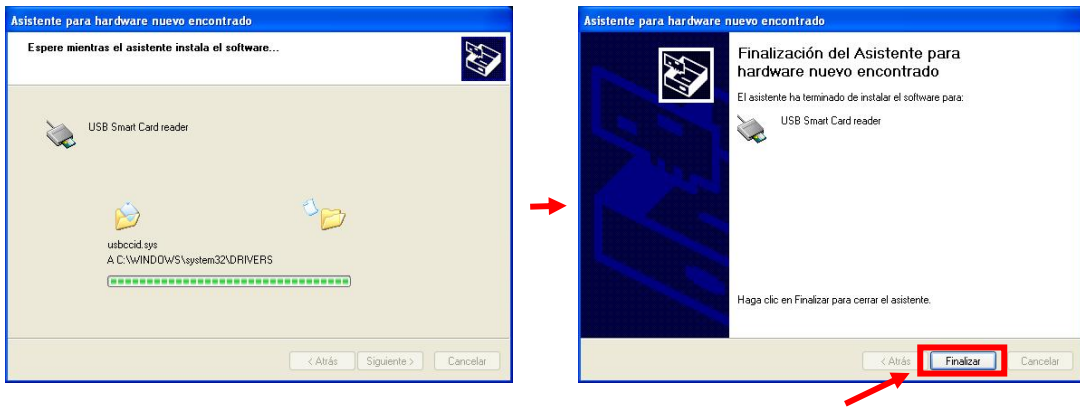 Asistente para hardware nuevo encontrado
Espere mientras el asistente instala el software...
USB Smart Card reader
usbccid.sys
A C:\WINDOWS\system32\DRIVERS
< Atrás
Siguiente >
Cancelar
Asistente para hardware nuevo encontrado
Finalización del Asistente para
hardware nuevo encontrado
El asistente ha terminado de instalar el software para:
USB Smart Card reader
Haga clic en Finalizar para cerrar el asistente.
< Atrás
Finalizar
Cancelar